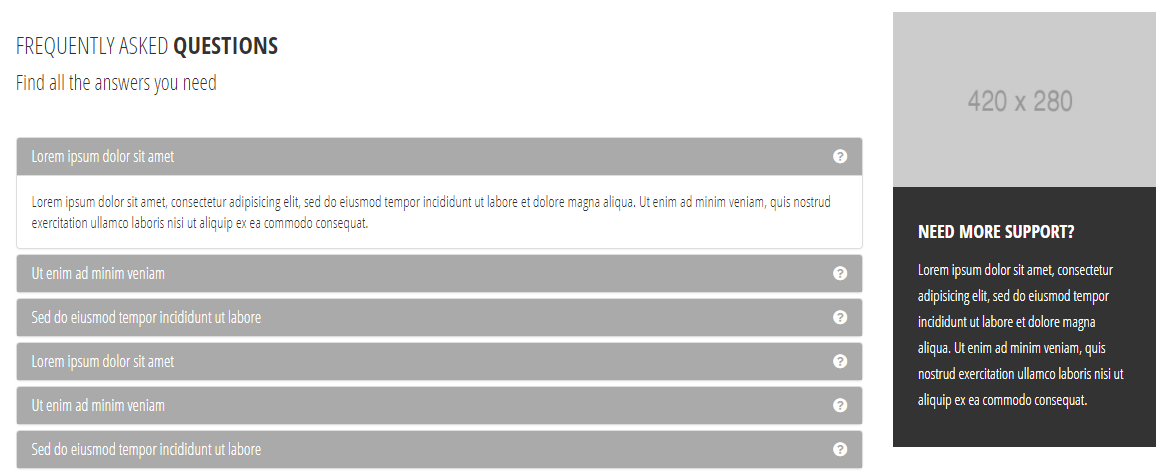 FREQUENTLY ASKED QUESTIONS
Find all the answers you need
Lorem ipsum dolor sit amet
Lorem ipsum dolor sit amet, consectetur adipisicing elit, sed do eiusmod tempor incididunt ut labore et dolore magna aliqua. Ut enim ad minim veniam, quis nostrud
exercitation ullamco laboris nisi ut aliquip ex ea commodo consequat.
Ut enim ad minim veniam
Sed do eiusmod tempor incididunt ut labore
Lorem ipsum dolor sit amet
Ut enim ad minim veniam
Sed do eiusmod tempor incididunt ut labore
420 x 280
NEED MORE SUPPORT?
Lorem ipsum dolor sit amet, consectetur
adipisicing elit, sed do eiusmod tempor
incididunt ut labore et dolore magna
aliqua. Ut enim ad minim veniam, quis
nostrud exercitation ullamco laboris nisi ut
aliquip ex ea commodo consequat.